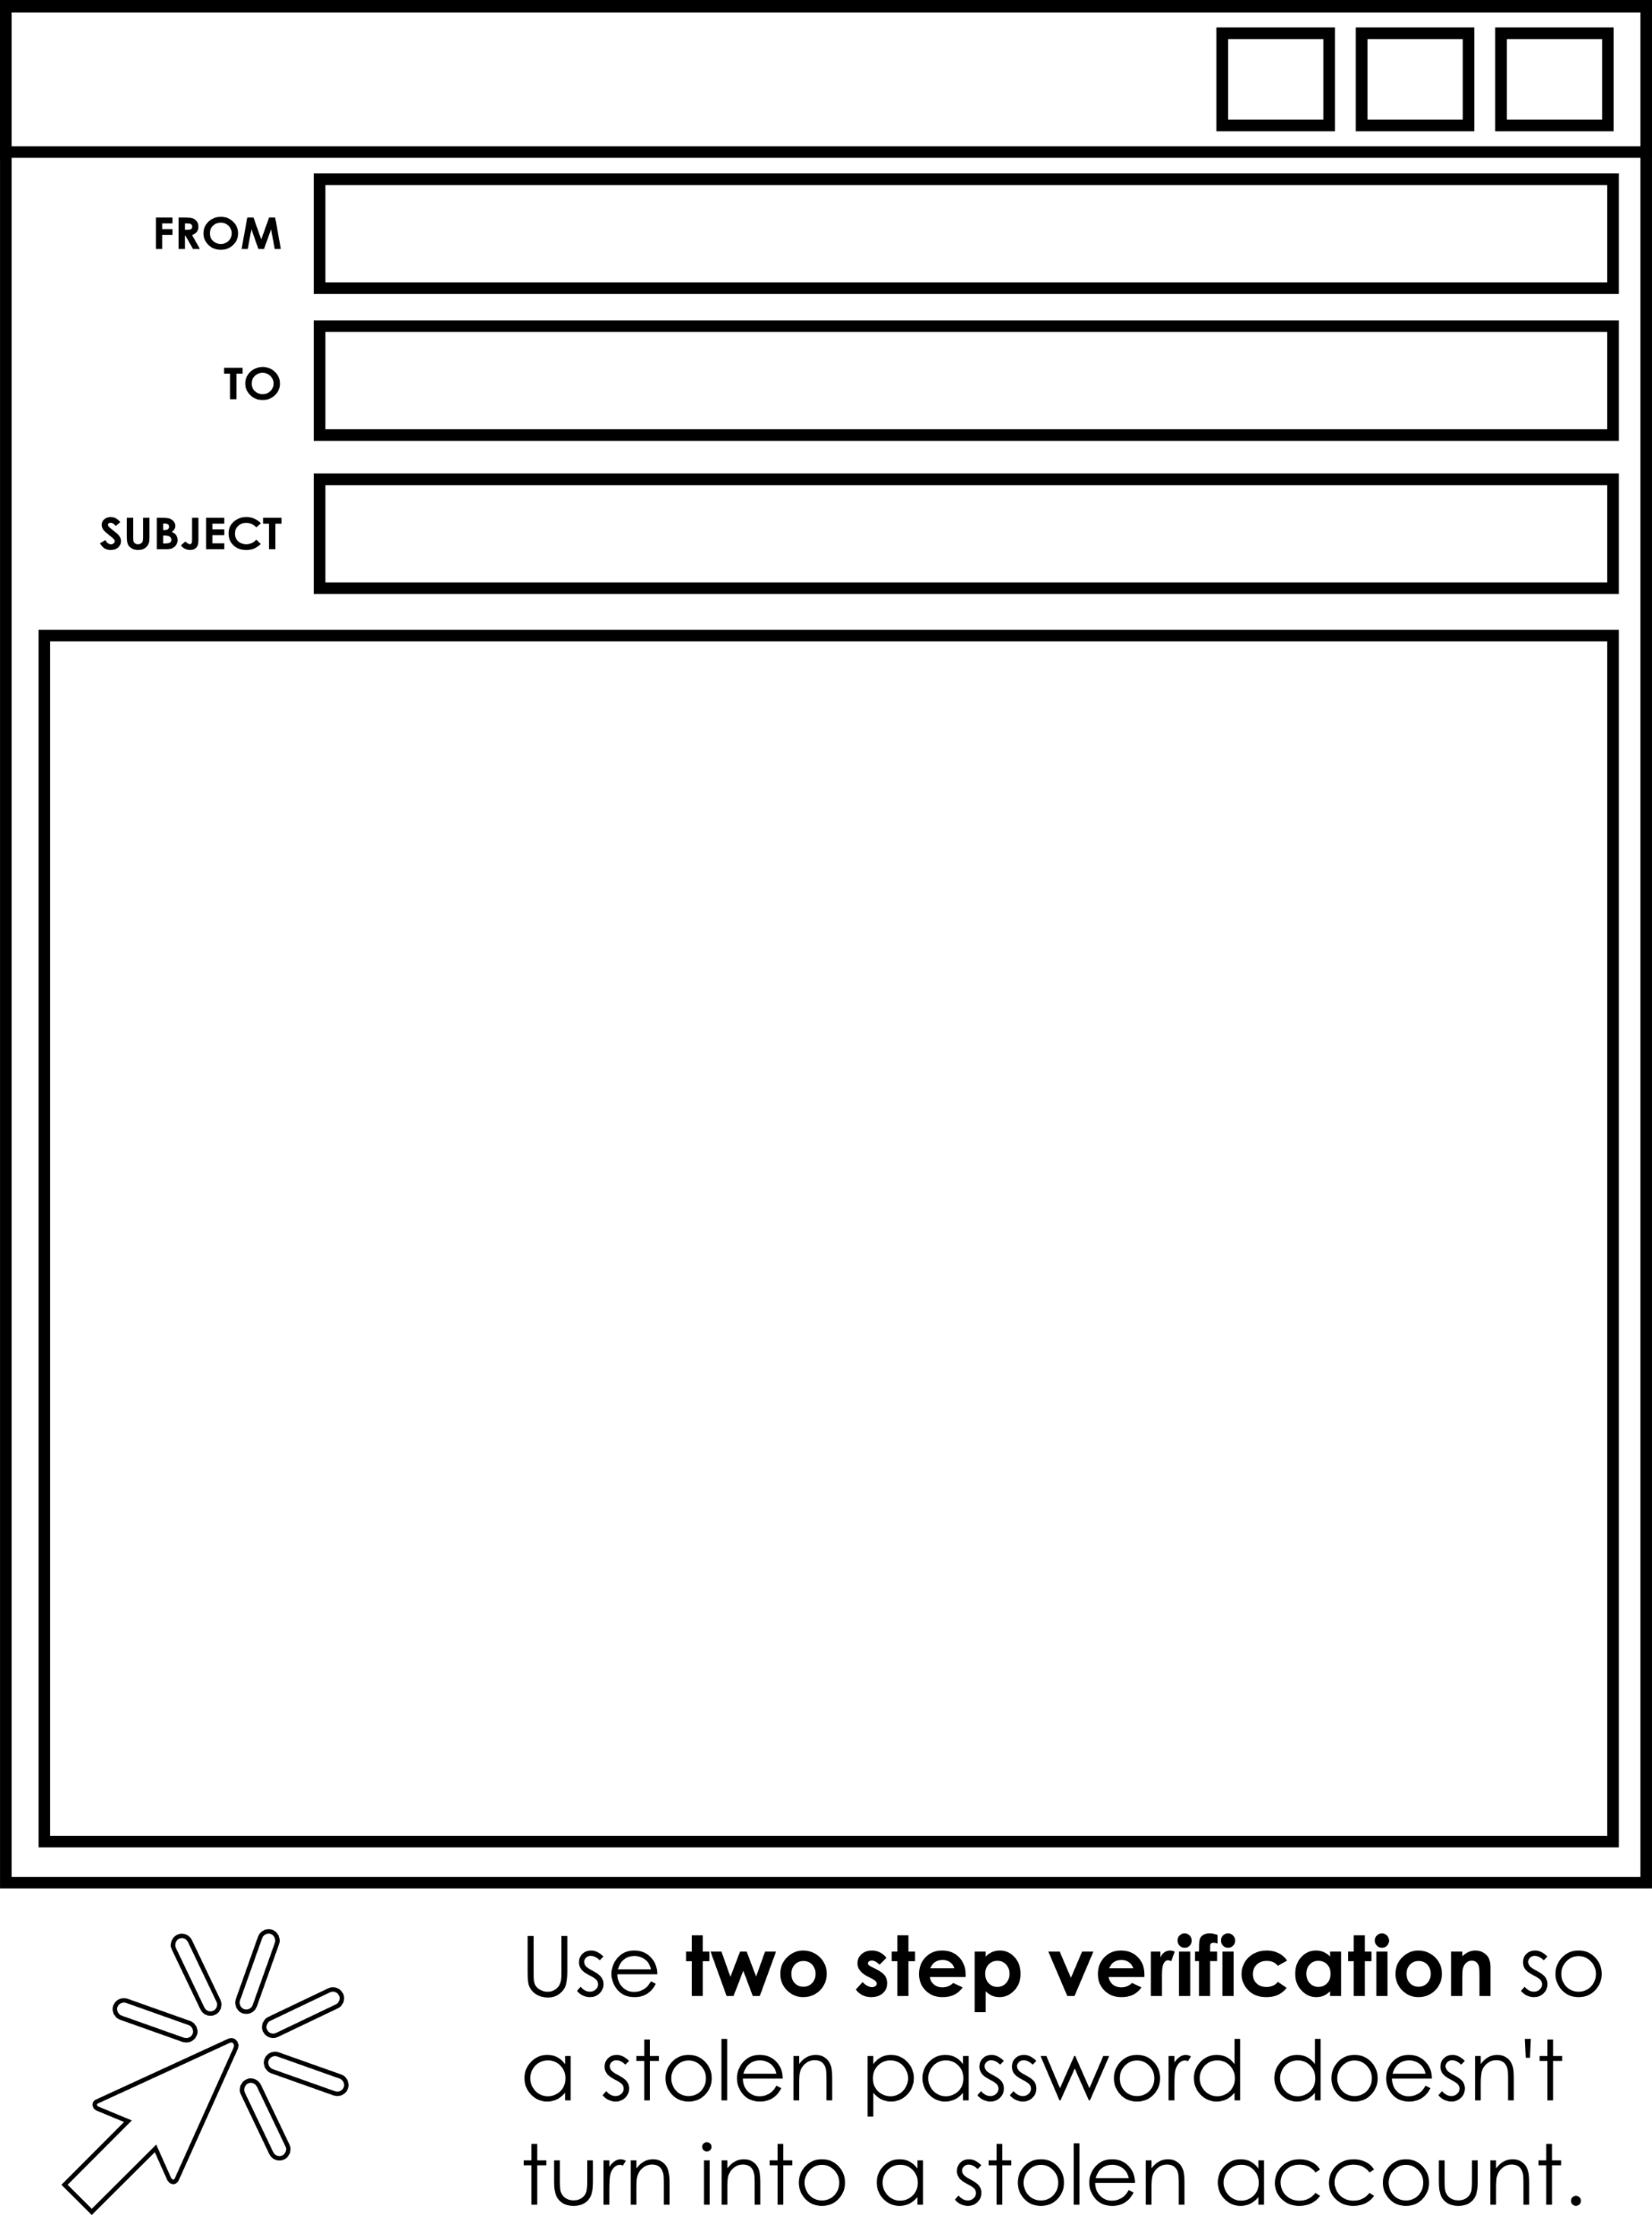 FROM
TO
SUBJECT
Use two step verification so
a stolen password doesn't
turn into a stolen account.